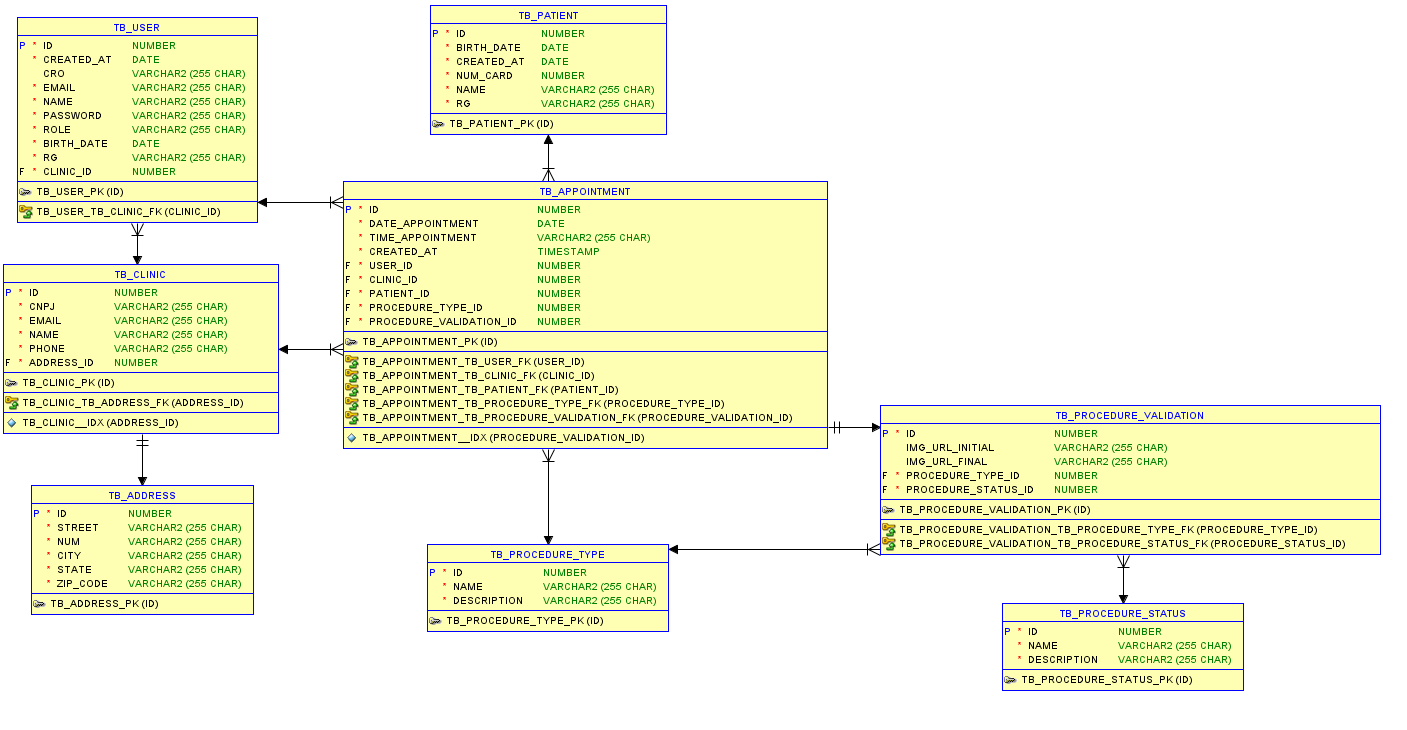 TB_USER
P * ID NUMBER
* CREATED_AT DATE
CRO VARCHAR2 (255 CHAR)
* EMAIL VARCHAR2 (255 CHAR)
* NAME VARCHAR2 (255 CHAR)
* PASSWORD VARCHAR2 (255 CHAR)
* ROLE VARCHAR2 (255 CHAR)
* BIRTH_DATE DATE
* RG VARCHAR2 (255 CHAR)
F * CLINIC_ID NUMBER
TB_USER_PK (ID)
TB_USER_TB_CLINIC_FK (CLINIC_ID)
TB_PATIENT
P * ID NUMBER
* BIRTH_DATE DATE
* CREATED_AT DATE
* NUM_CARD NUMBER
* NAME VARCHAR2 (255 CHAR)
* RG VARCHAR2 (255 CHAR)
TB_PATIENT_PK (ID)
TB_APPOINTMENT
P * ID NUMBER
* DATE_APPOINTMENT DATE
* TIME_APPOINTMENT VARCHAR2 (255 CHAR)
* CREATED_AT TIMESTAMP
F * USER_ID NUMBER
F * CLINIC_ID NUMBER
F * PATIENT_ID NUMBER
F * PROCEDURE_TYPE_ID NUMBER
F * PROCEDURE_VALIDATION_ID NUMBER
TB_APPOINTMENT_PK (ID)
TB_APPOINTMENT_TB_USER_FK (USER_ID)
TB_APPOINTMENT_TB_CLINIC_FK (CLINIC_ID)
TB_APPOINTMENT_TB_PATIENT_FK (PATIENT_ID)
TB_APPOINTMENT_TB_PROCEDURE_TYPE_FK (PROCEDURE_TYPE_ID)
TB_APPOINTMENT_TB_PROCEDURE_VALIDATION_FK (PROCEDURE_VALIDATION_ID)
TB_APPOINTMENT__IDX (PROCEDURE_VALIDATION_ID)
TB_CLINIC
P * ID NUMBER
* CNPJ VARCHAR2 (255 CHAR)
* EMAIL VARCHAR2 (255 CHAR)
* NAME VARCHAR2 (255 CHAR)
* PHONE VARCHAR2 (255 CHAR)
F * ADDRESS_ID NUMBER
TB_CLINIC_PK (ID)
TB_CLINIC_TB_ADDRESS_FK (ADDRESS_ID)
TB_CLINIC__IDX (ADDRESS_ID)
TB_PROCEDURE_VALIDATION
P * ID NUMBER
IMG_URL_INITIAL VARCHAR2 (255 CHAR)
IMG_URL_FINAL VARCHAR2 (255 CHAR)
F * PROCEDURE_TYPE_ID NUMBER
F * PROCEDURE_STATUS_ID NUMBER
TB_PROCEDURE_VALIDATION_PK (ID)
TB_PROCEDURE_VALIDATION_TB_PROCEDURE_TYPE_FK (PROCEDURE_TYPE_ID)
TB_PROCEDURE_VALIDATION_TB_PROCEDURE_STATUS_FK (PROCEDURE_STATUS_ID)
TB_ADDRESS
P * ID NUMBER
* STREET VARCHAR2 (255 CHAR)
* NUM VARCHAR2 (255 CHAR)
* CITY VARCHAR2 (255 CHAR)
* STATE VARCHAR2 (255 CHAR)
* ZIP_CODE VARCHAR2 (255 CHAR)
TB_ADDRESS_PK (ID)
TB_PROCEDURE_TYPE
P * ID NUMBER
* NAME VARCHAR2 (255 CHAR)
* DESCRIPTION VARCHAR2 (255 CHAR)
TB_PROCEDURE_TYPE_PK (ID)
TB_PROCEDURE_STATUS
P * ID NUMBER
* NAME VARCHAR2 (255 CHAR)
* DESCRIPTION VARCHAR2 (255 CHAR)
TB_PROCEDURE_STATUS_PK (ID)